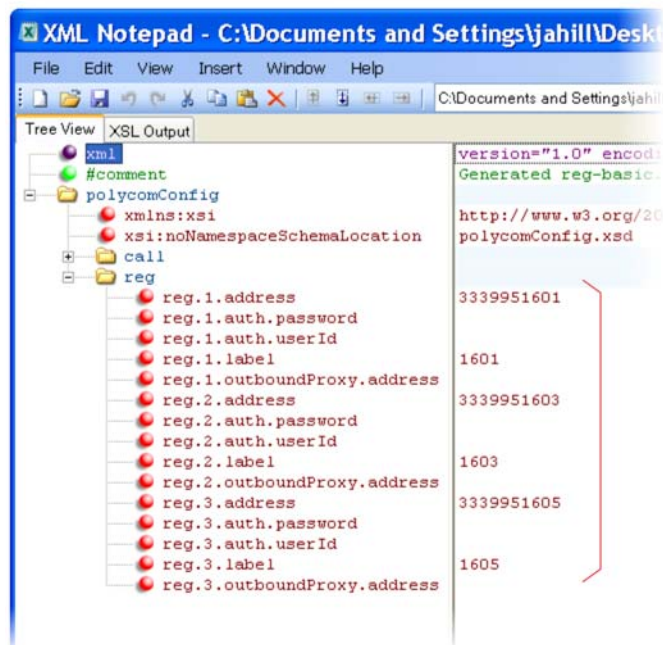 XML Notepad - C:\Documents and Settings\jahill\Deskt
File Edit View Insert Window Help
C:\Documents and Settings\jahill
Tree View XSL Output
xml version="1.0" encod
#comment Generated reg-basic.
polycomConfig
xmlns:xsi http://www.w3.org/20
xsi:noNamespaceSchemaLocation polycomConfig.xsd
call
reg
reg.1.address 3339951601
reg.1.auth.password
reg.1.auth.userId
reg.1.label 1601
reg.1.outboundProxy.address
reg.2.address 3339951603
reg.2.auth.password
reg.2.auth.userId
reg.2.label 1603
reg.2.outboundProxy.address
reg.3.address 3339951605
reg.3.auth.password
reg.3.auth.userId
reg.3.label 1605
reg.3.outboundProxy.address